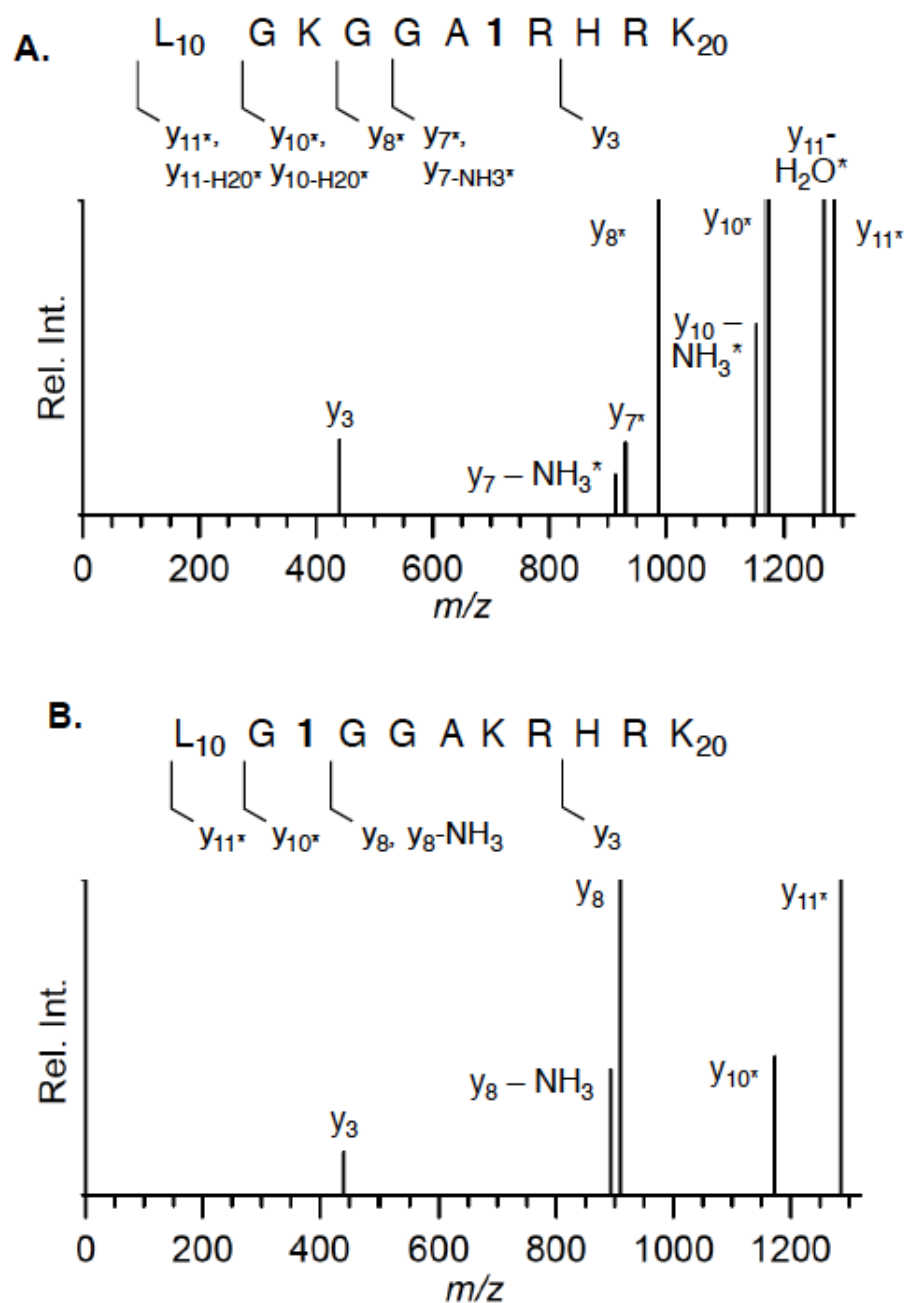 A.
L10 G K G G A 1 R H R K20
y11*, y10*, y8* y7*, y3
y11-H20* y10-H20* y7-NH3*
y11-
H2O*
y8* y10* y11*
y10 –
NH3*
y3 y7*
y7 – NH3*
Rel. Int.
0 200 400 600 800 1000 1200
m/z
B.
L10 G 1 G G A K R H R K20
y11* y10* y8, y8-NH3 y3
y8 y11*
y8 – NH3 y10*
y3
Rel. Int.
0 200 400 600 800 1000 1200
m/z